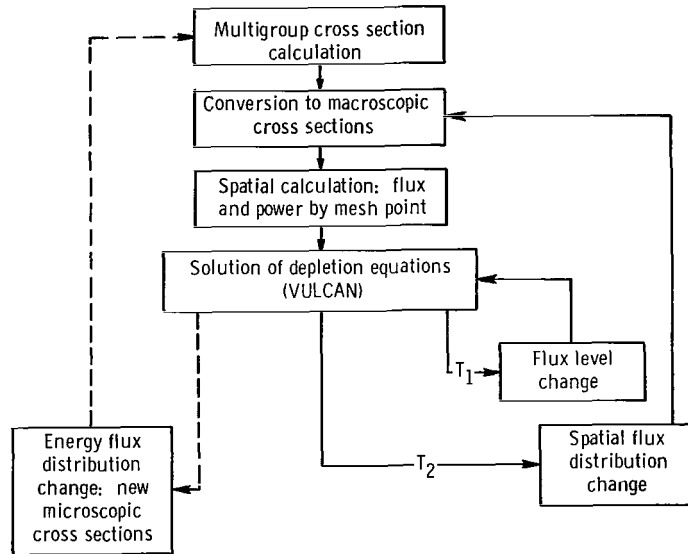 Multigroup cross section
calculation
Conversion to macroscopic
cross sections
Spatial calculation: flux
and power by mesh point
Solution of depletion equations
(VULCAN)
T1
Flux level
change
Energy flux
distribution
change: new
microscopic
cross sections
T2
Spatial flux
distribution
change